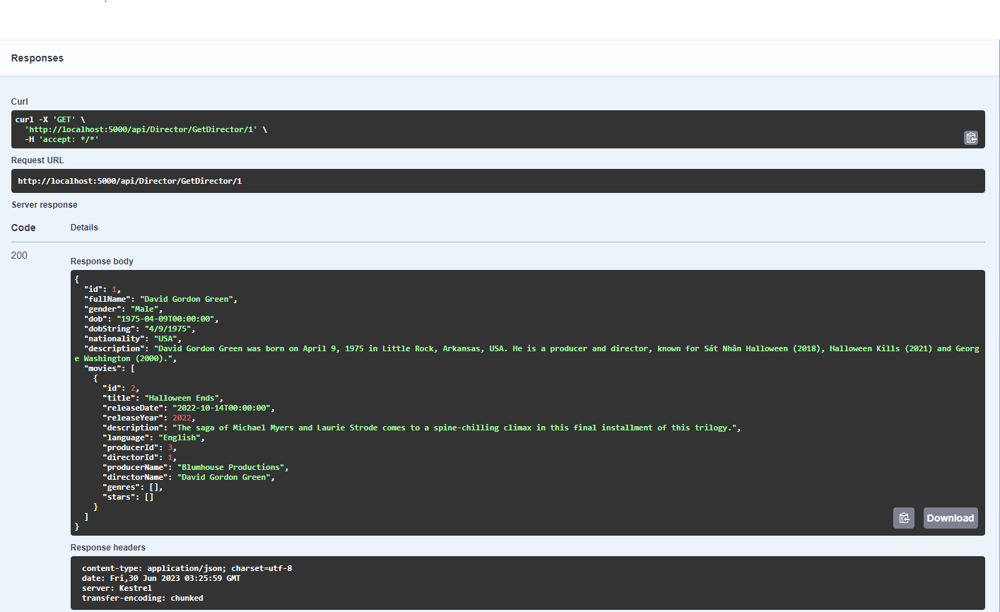 Responses
Curl
curl -X 'GET' \
  'http://localhost:5000/api/Director/GetDirector/1' \
  -H 'accept: */*'
Request URL
http://localhost:5000/api/Director/GetDirector/1
Server response
Code Details
200
Response body
{
  "id": 1,
  "fullName": "David Gordon Green",
  "gender": "Male",
  "dob": "1975-04-09T00:00:00",
  "dobString": "4/9/1975",
  "nationality": "USA",
  "description": "David Gordon Green was born on April 9, 1975 in Little Rock, Arkansas, USA. He is a producer and director, known for Sát Nhân Halloween (2018), Halloween Kills (2021) and Georg
e Washington (2000).",
  "movies": [
    {
      "id": 2,
      "title": "Halloween Ends",
      "releaseDate": "2022-10-14T00:00:00",
      "releaseYear": 2022,
      "description": "The saga of Michael Myers and Laurie Strode comes to a spine-chilling climax in this final installment of this trilogy.",
      "language": "English",
      "producerId": 3,
      "directorId": 1,
      "producerName": "Blumhouse Productions",
      "directorName": "David Gordon Green",
      "genres": [],
      "stars": []
    }
  ]
}
Download
Response headers
content-type: application/json; charset=utf-8
date: Fri,30 Jun 2023 03:25:59 GMT
server: Kestrel
transfer-encoding: chunked